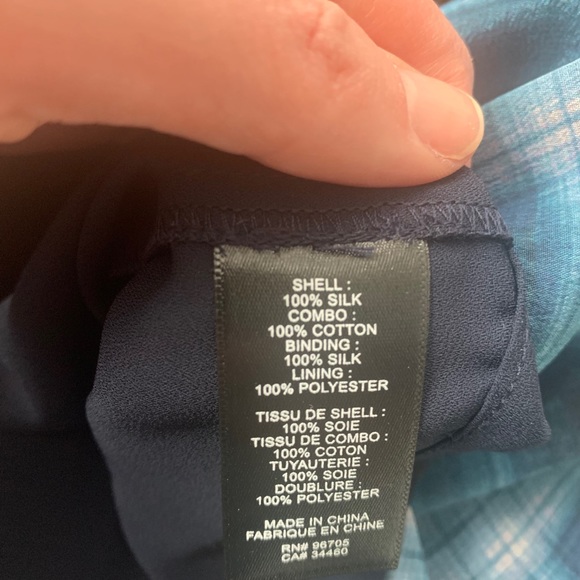 SHELL :
100% SILK
COMBO :
100% COTTON
BINDING :
100% SILK
LINING :
100% POLYESTER
TISSU DE SHELL :
100% SOIE
TISSU DE COMBO :
100% COTON
TUYAUTERIE :
100% SOIE
DOUBLURE :
100% POLYESTER
MADE IN CHINA
FABRIQUE EN CHINE
RN# 96705
CA# 34460